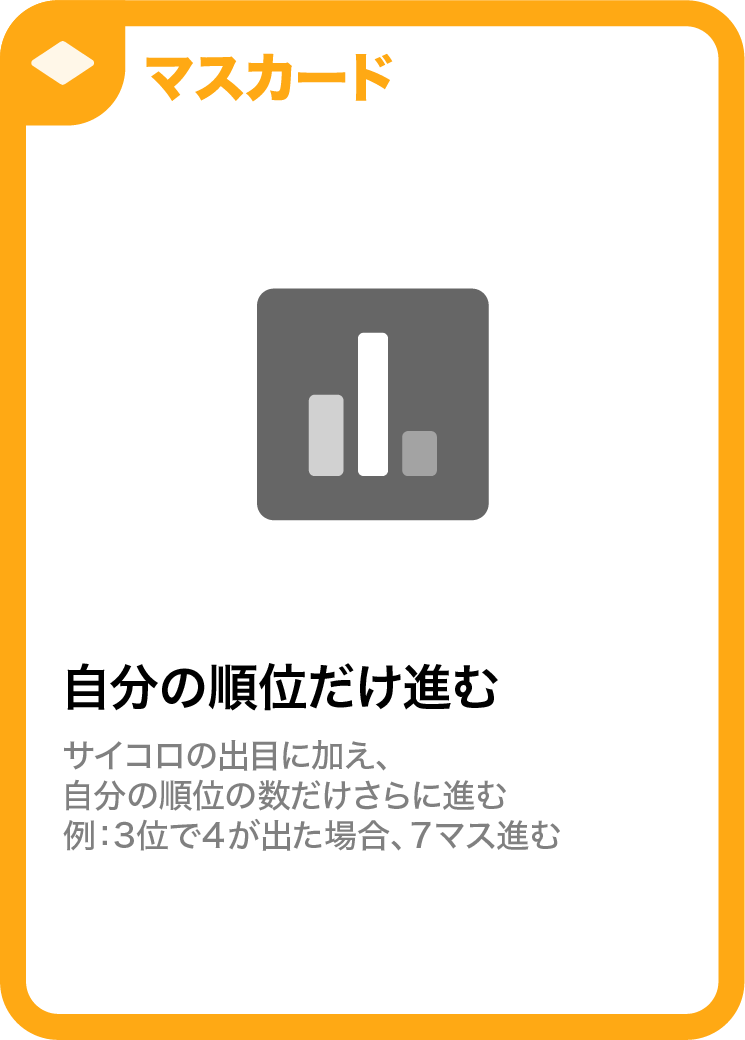 マスカード
自分の順位だけ進む
サイコロの出目に加え、
自分の順位の数だけさらに進む
例：3位で4が出た場合、7マス進む